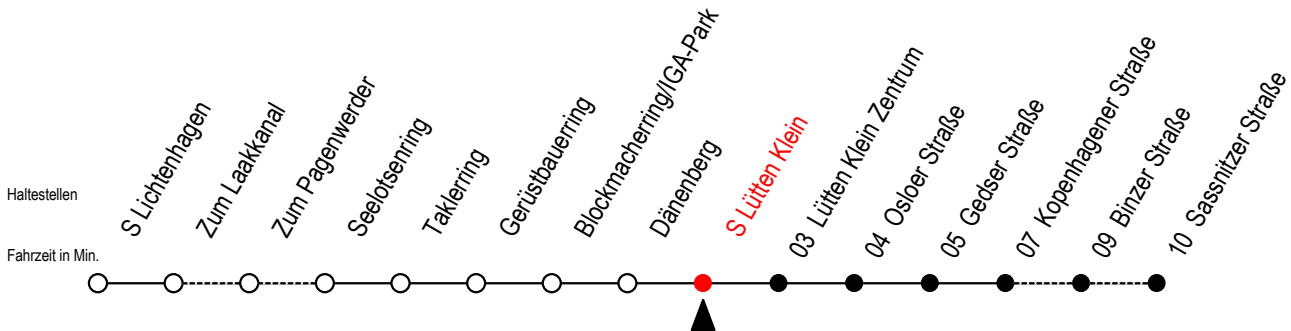 Haltestellen
Fahrzeit in Min.
S Lichtenhagen
Zum Laakkanal
Zum Pagenwerder
Seelotsenring
Taklerring
Gerüstbauerring
Blockmacherring/IGA-Park
Dänenberg
S Lütten Klein
03 Lütten Klein Zentrum
04 Osloer Straße
05 Gedser Straße
07 Kopenhagener Straße
09 Binzer Straße
10 Sassnitzer Straße